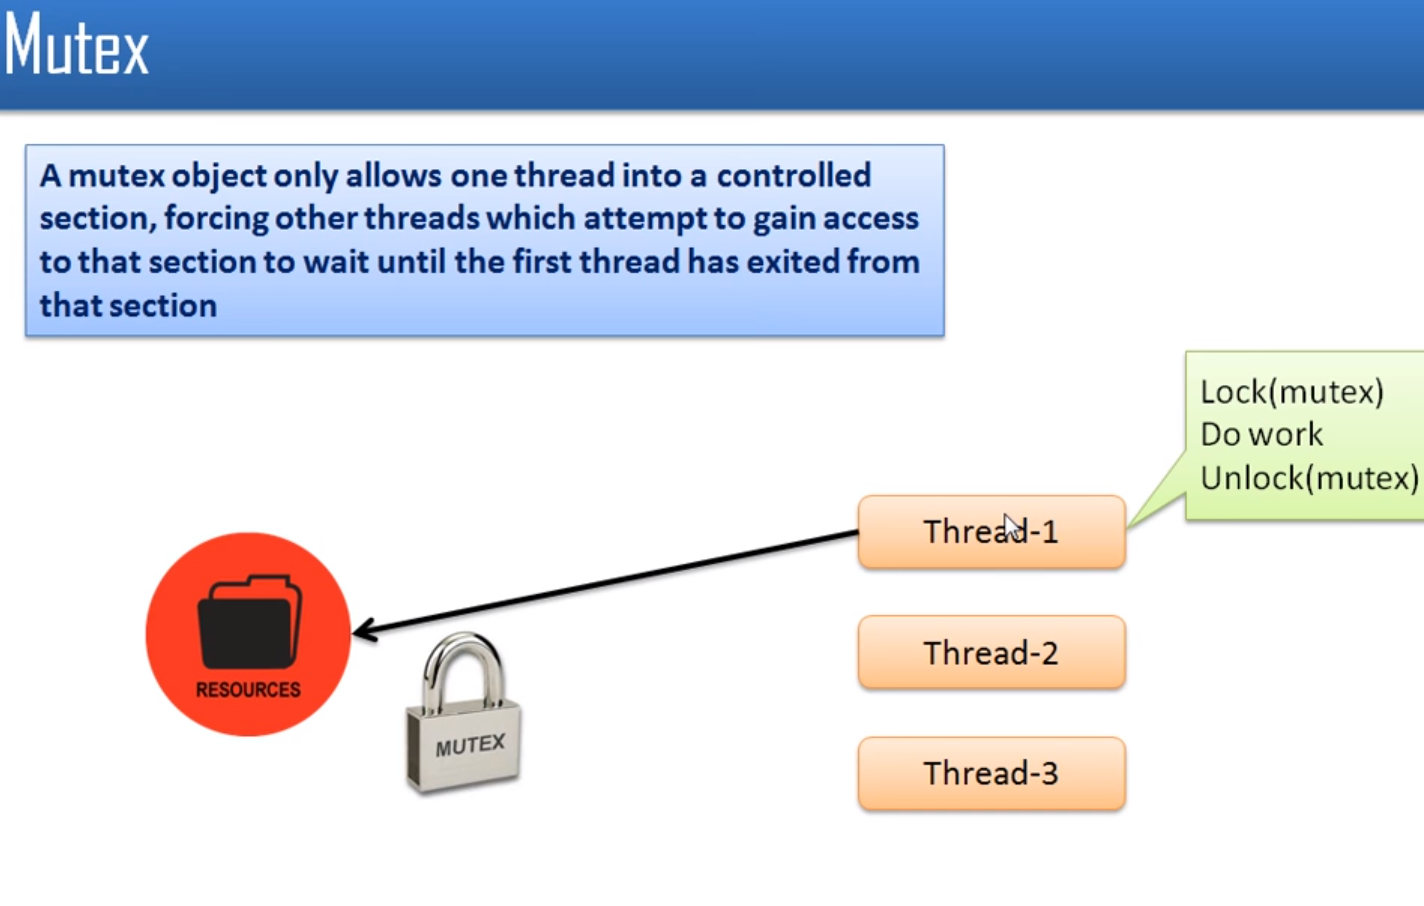 Mutex
A mutex object only allows one thread into a controlled
section, forcing other threads which attempt to gain access
to that section to wait until the first thread has exited from
that section
Lock(mutex)
Do work
Unlock(mutex)
Thread-1
Thread-2
Thread-3
RESOURCES
MUTEX